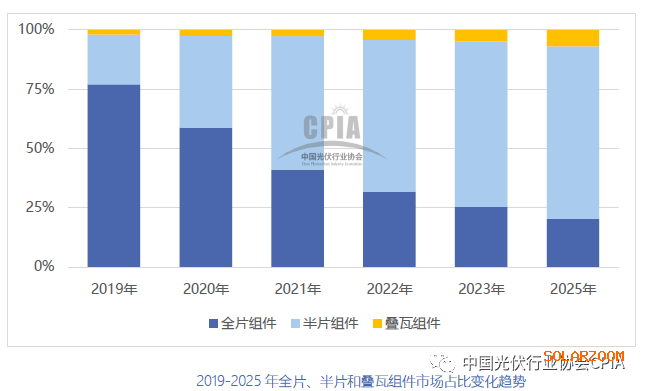 100%
75%
50%
25%
0%
CPIA
中国光伏行业协会
2019年 2020年 2021年 2022年 2023年 2025年
全片组件 半片组件 叠瓦组件
SOLARZOOM
中国光伏行业协会CPIA
2019-2025 年全片、半片和叠瓦组件市场占比变化趋势